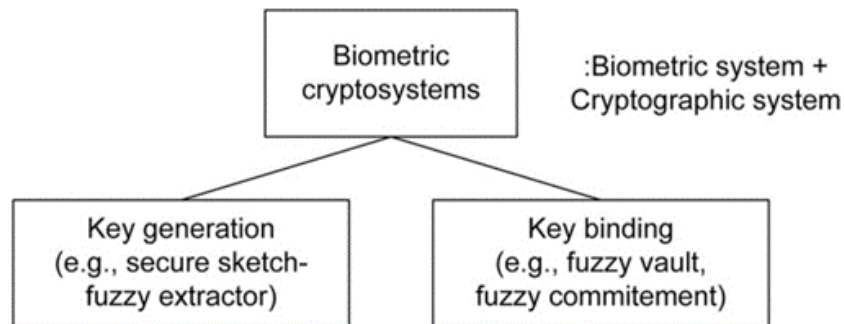 Biometric
cryptosystems
:Biometric system +
Cryptographic system
Key generation
(e.g., secure sketch-
fuzzy extractor)
Key binding
(e.g., fuzzy vault,
fuzzy commitement)